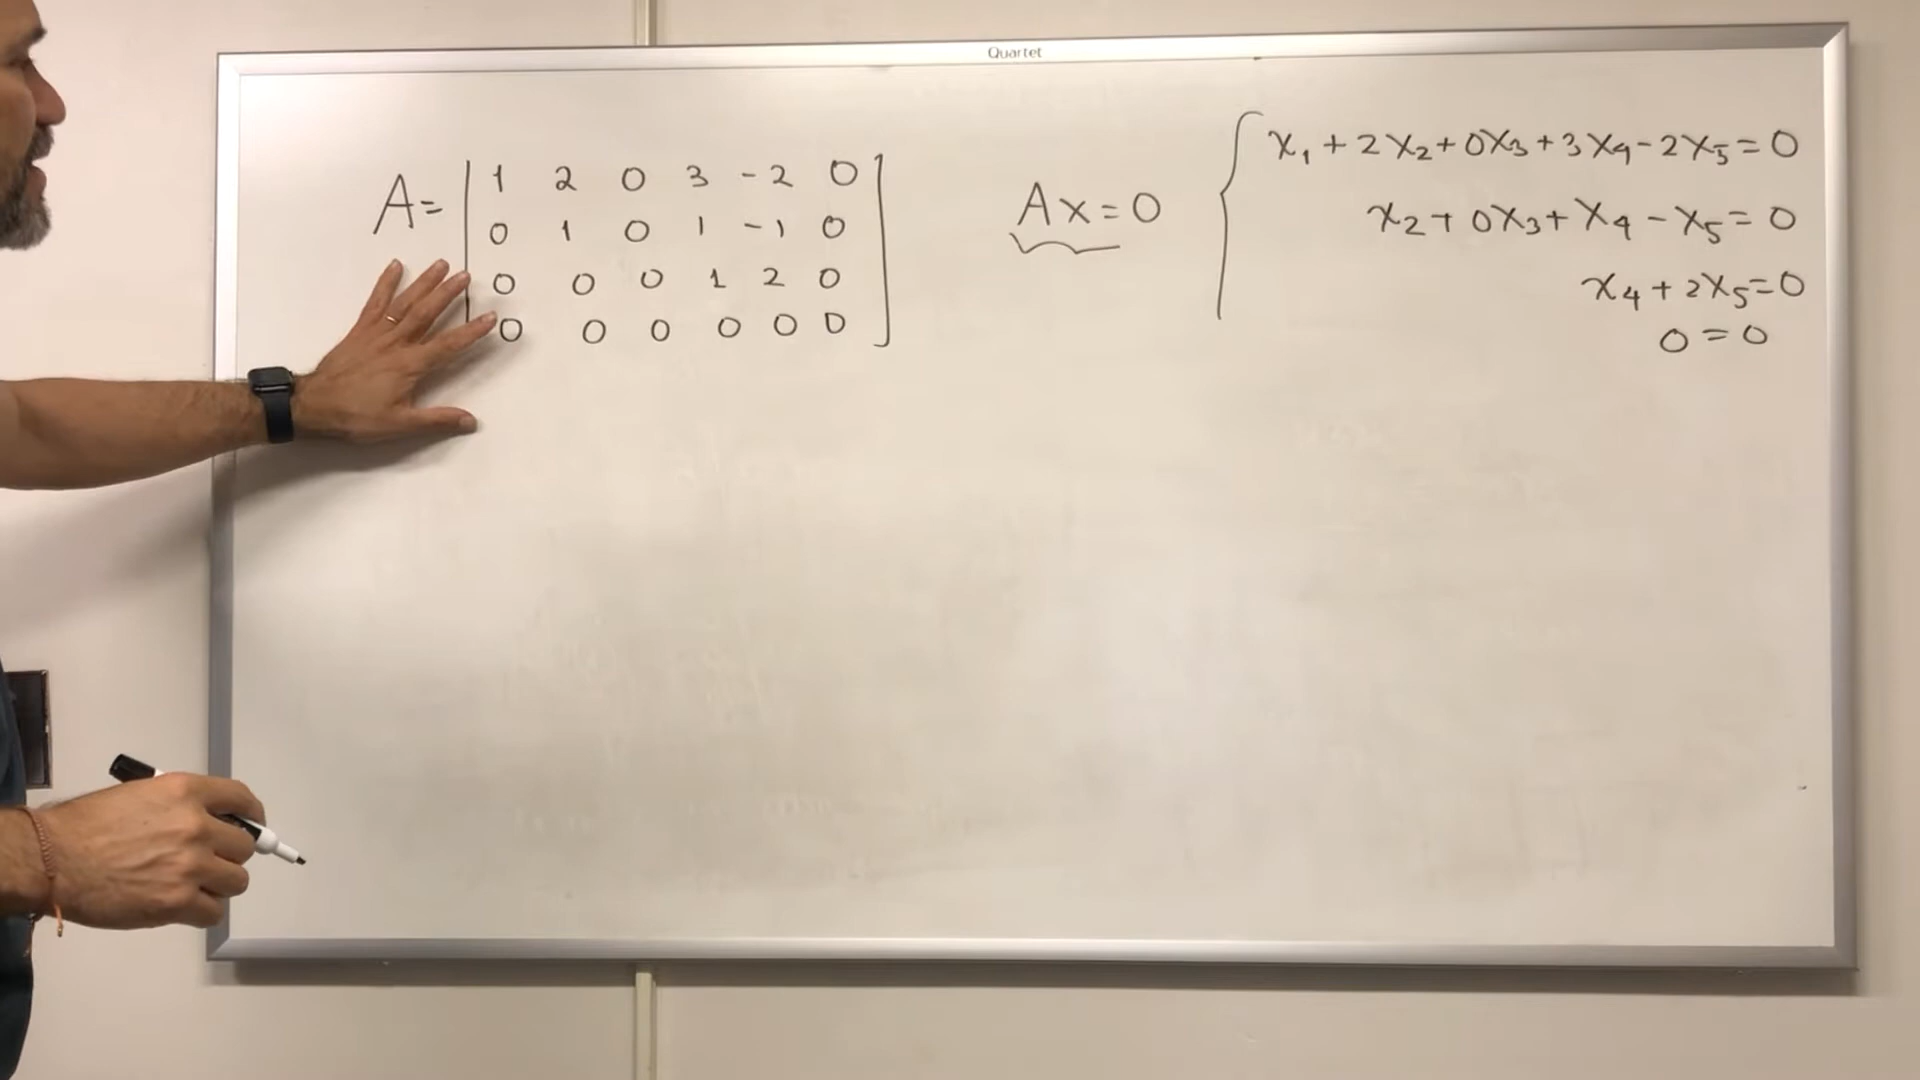 Quartet
A = [ 1 2 0 3 -2 0
0 1 0 1 -1 0
0 0 0 1 2 0
0 0 0 0 0 0 ]
Ax = 0
{ x₁ + 2x₂ + 0x₃ + 3x₄ - 2x₅ = 0
x₂ + 0x₃ + x₄ - x₅ = 0
x₄ + 2x₅ = 0
0 = 0